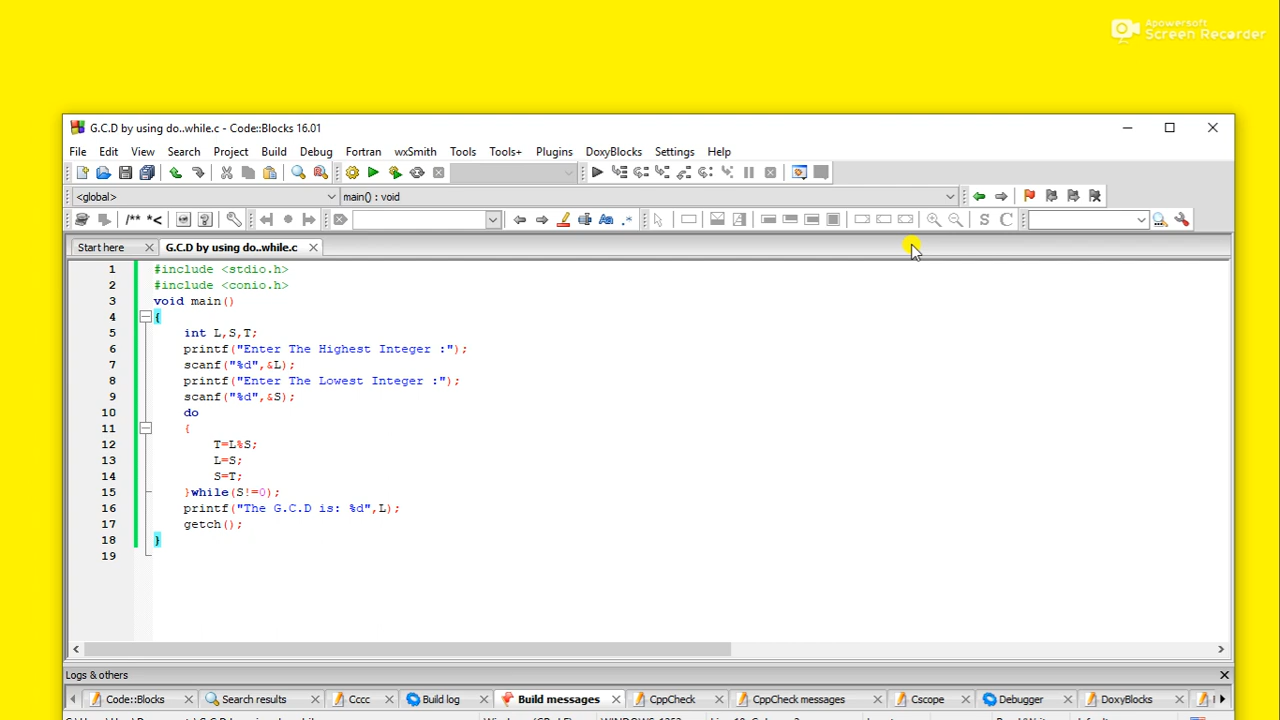 Apowersoft
Screen Recorder
G.C.D by using do..while.c - Code::Blocks 16.01
File Edit View Search Project Build Debug Fortran wxSmith Tools Tools+ Plugins DoxyBlocks Settings Help
<global> main() : void
/** *<
S C
Start here G.C.D by using do..while.c
1 #include <stdio.h>
2 #include <conio.h>
3 void main()
4 {
5 int L,S,T;
6 printf("Enter The Highest Integer :");
7 scanf("%d",&L);
8 printf("Enter The Lowest Integer :");
9 scanf("%d",&S);
10 do
11 {
12 T=L%S;
13 L=S;
14 S=T;
15 }while(S!=0);
16 printf("The G.C.D is: %d",L);
17 getch();
18 }
19
Logs & others
Code::Blocks Search results Cccc Build log Build messages CppCheck CppCheck messages Cscope Debugger DoxyBlocks